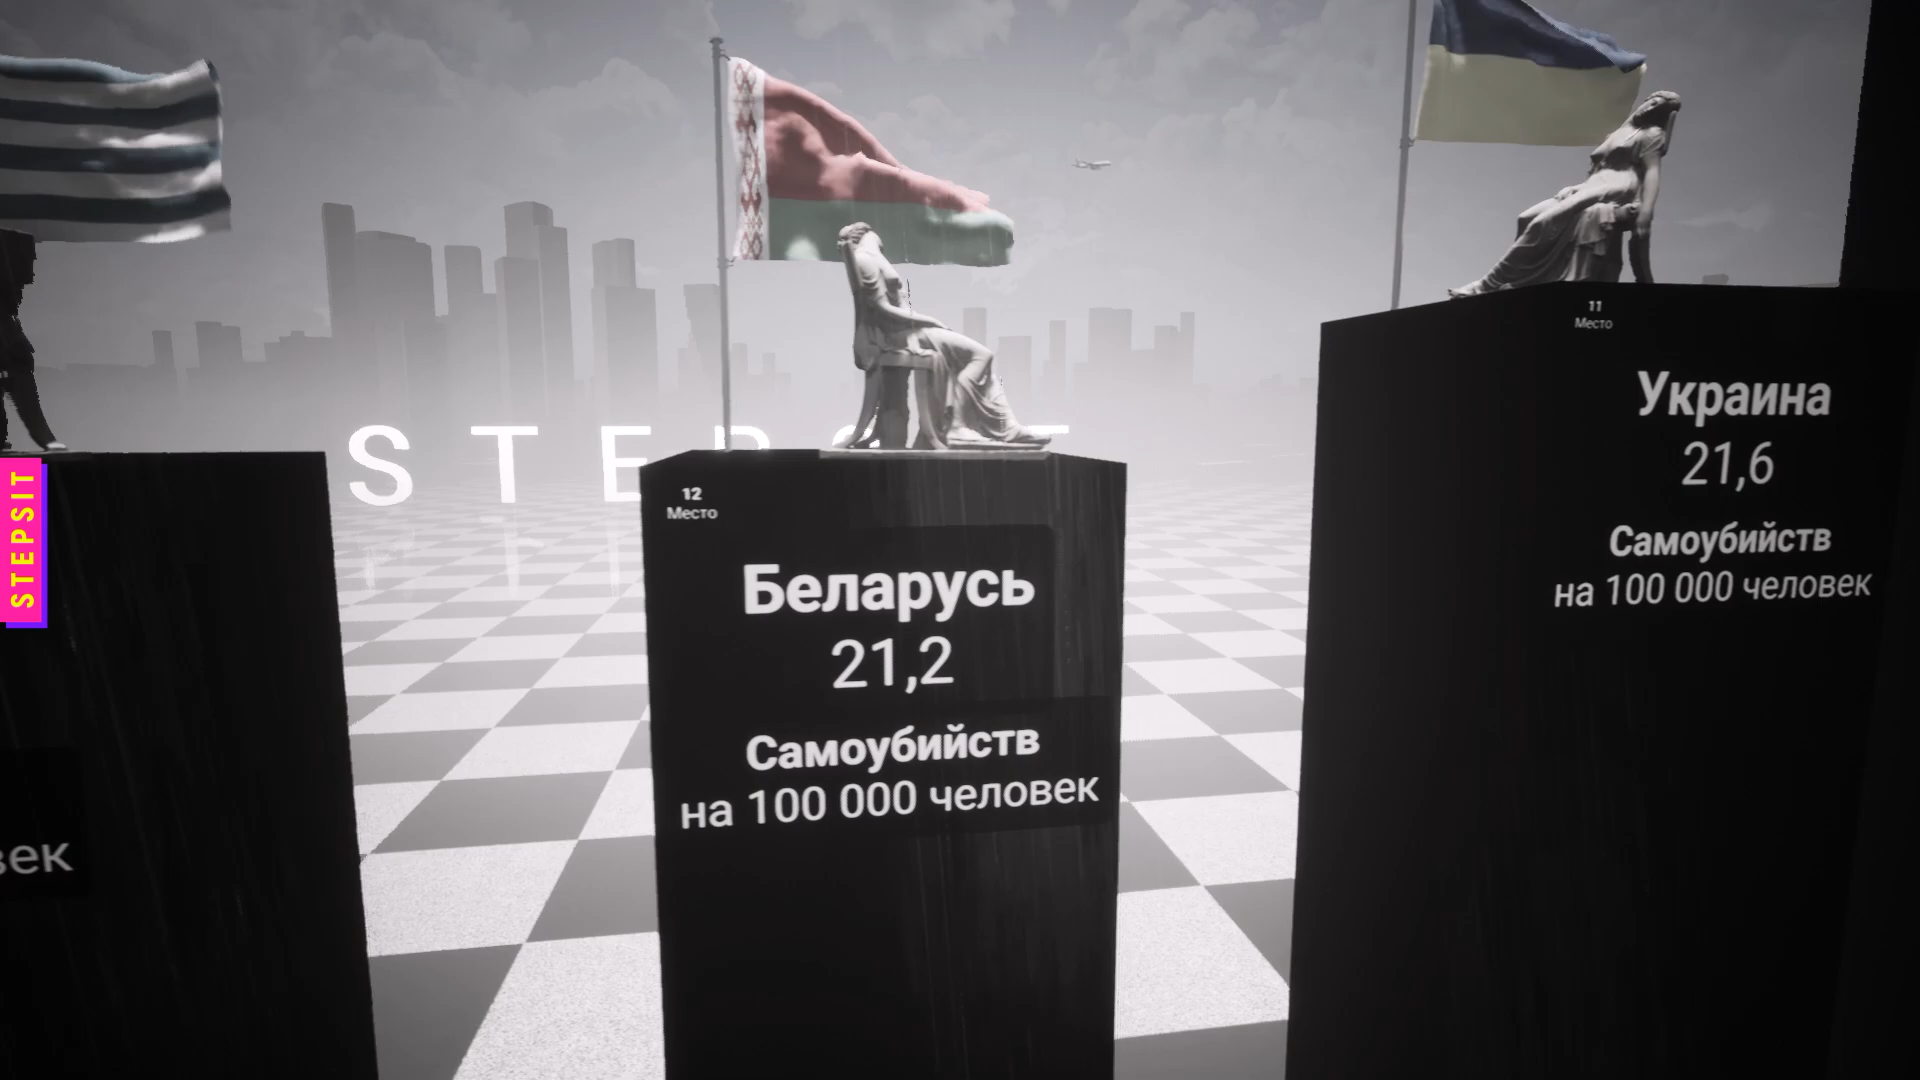 STEPSIT
STEPSIT
век
12
Место
Беларусь
21,2
Самоубийств
на 100 000 человек
11
Место
Украина
21,6
Самоубийств
на 100 000 человек